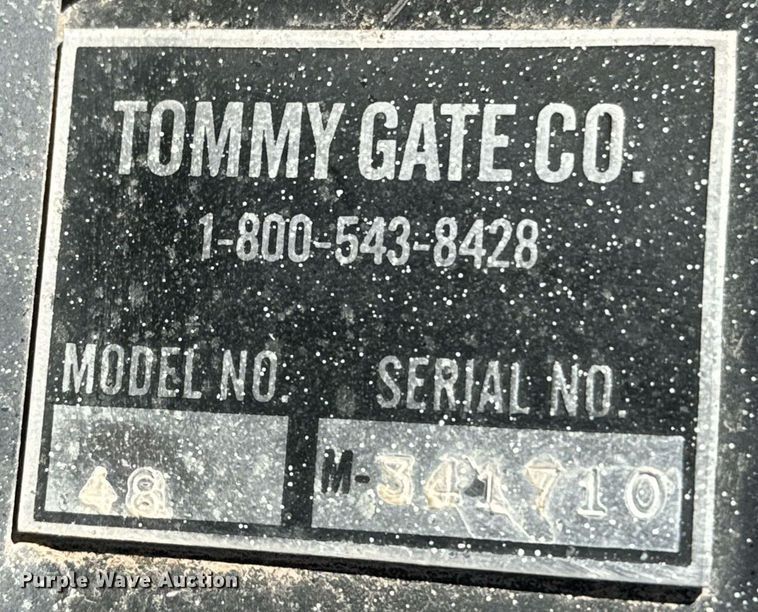 TOMMY GATE CO.
1-800-543-8428
MODEL NO. SERIAL NO.
48 M-341710
Purple Wave Auction